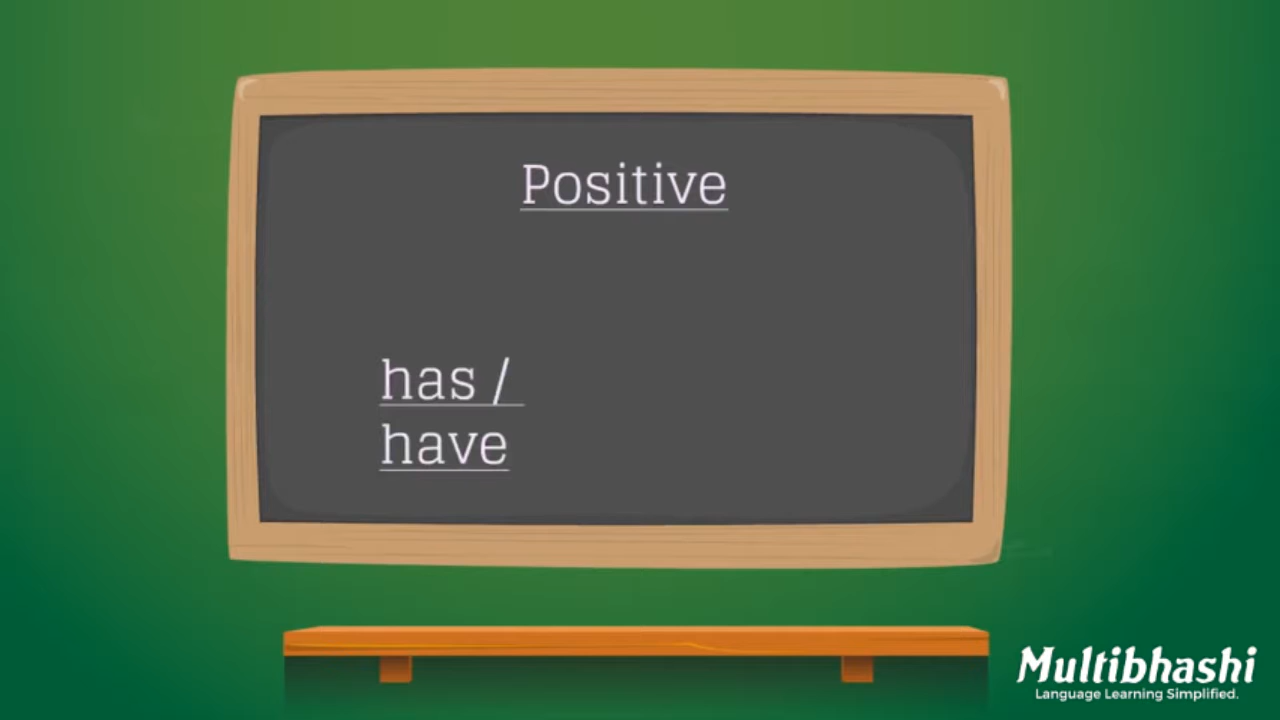 Positive
has /
have
Multibhashi
Language Learning Simplified.